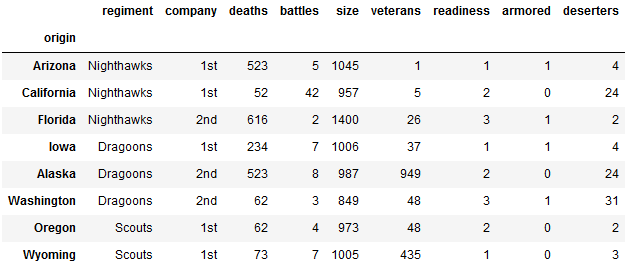 regiment company deaths battles size veterans readiness armored deserters
origin
Arizona Nighthawks 1st 523 5 1045 1 1 1 4
California Nighthawks 1st 52 42 957 5 2 0 24
Florida Nighthawks 2nd 616 2 1400 26 3 1 2
Iowa Dragoons 1st 234 7 1006 37 1 1 4
Alaska Dragoons 2nd 523 8 987 949 2 0 24
Washington Dragoons 2nd 62 3 849 48 3 1 31
Oregon Scouts 1st 62 4 973 48 2 0 2
Wyoming Scouts 1st 73 7 1005 435 1 0 3